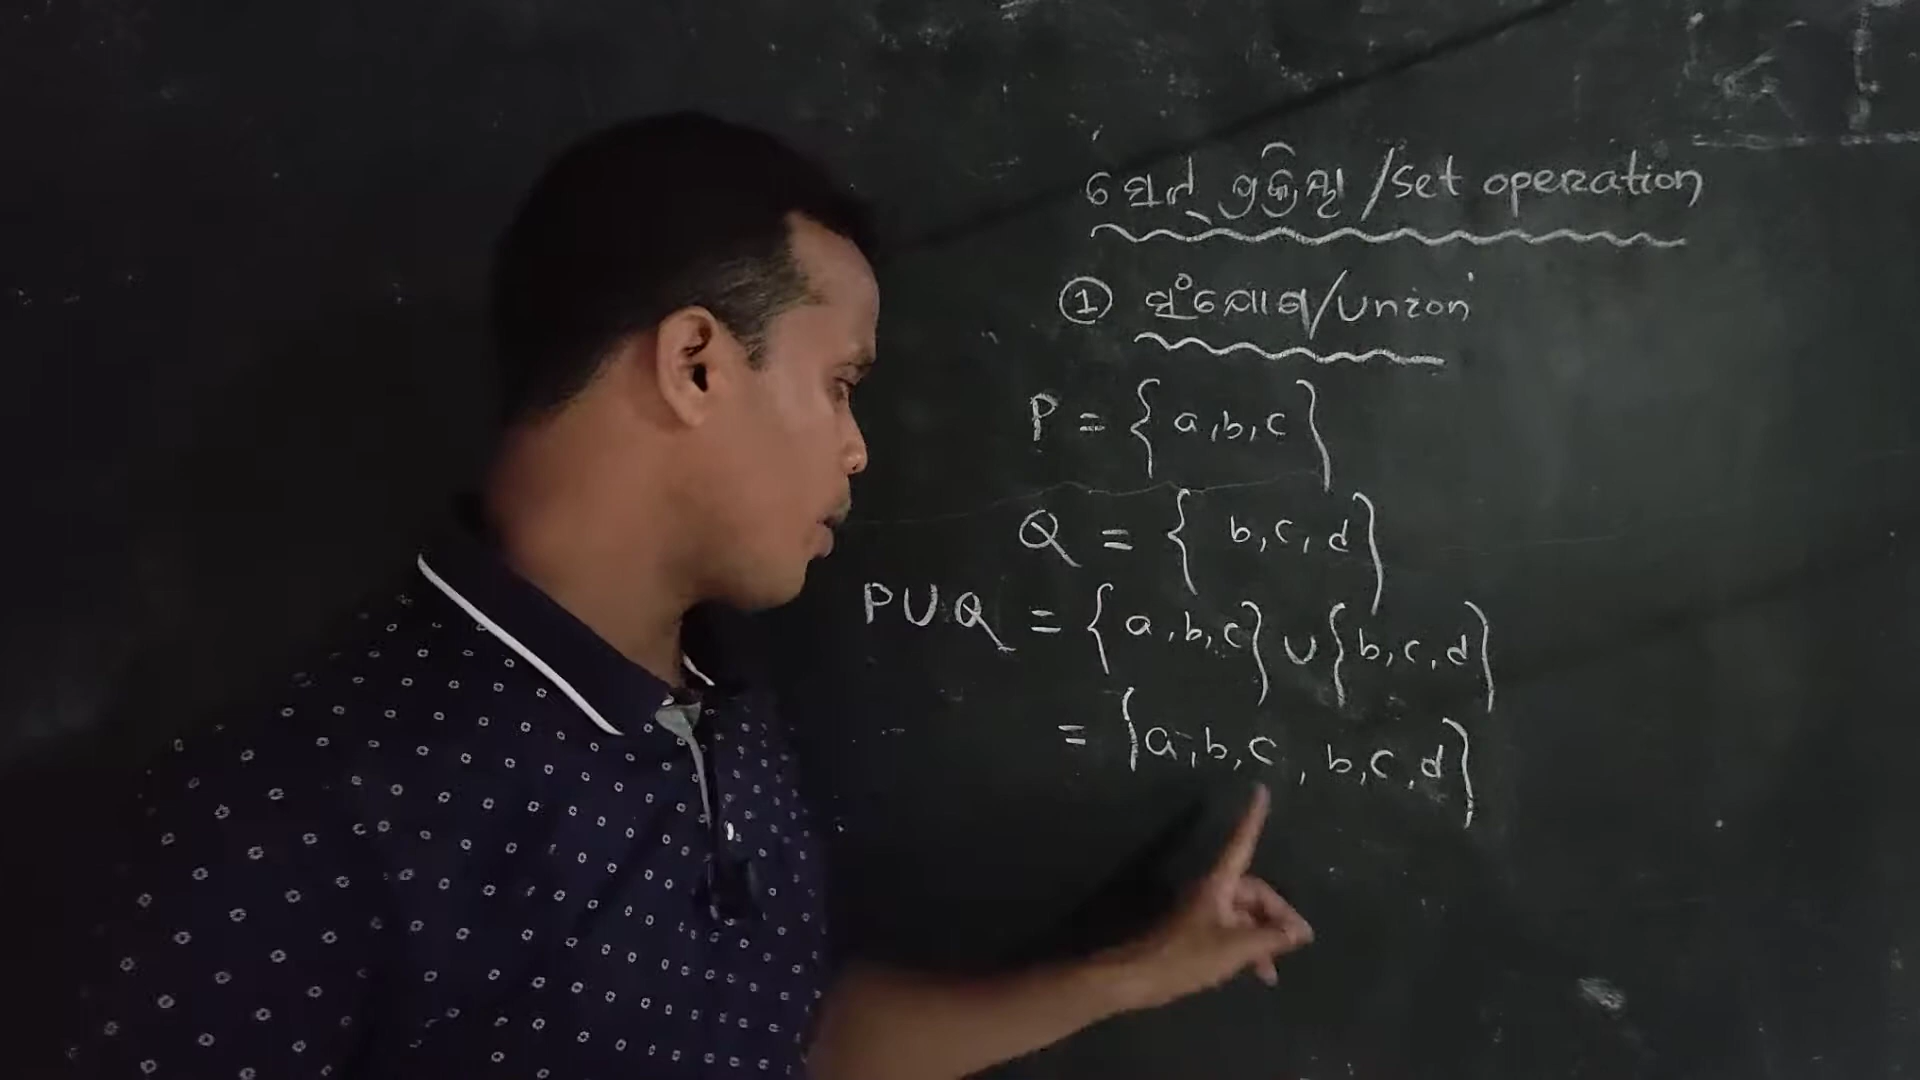 ସେଟ୍ ପ୍ରକ୍ରିୟା /set operation
① ସଂଯୋଗ/Union
P = { a,b,c }
Q = { b,c,d }
P∪Q = { a,b,c} ∪ {b,c,d}
= {a,b,c, b,c,d}